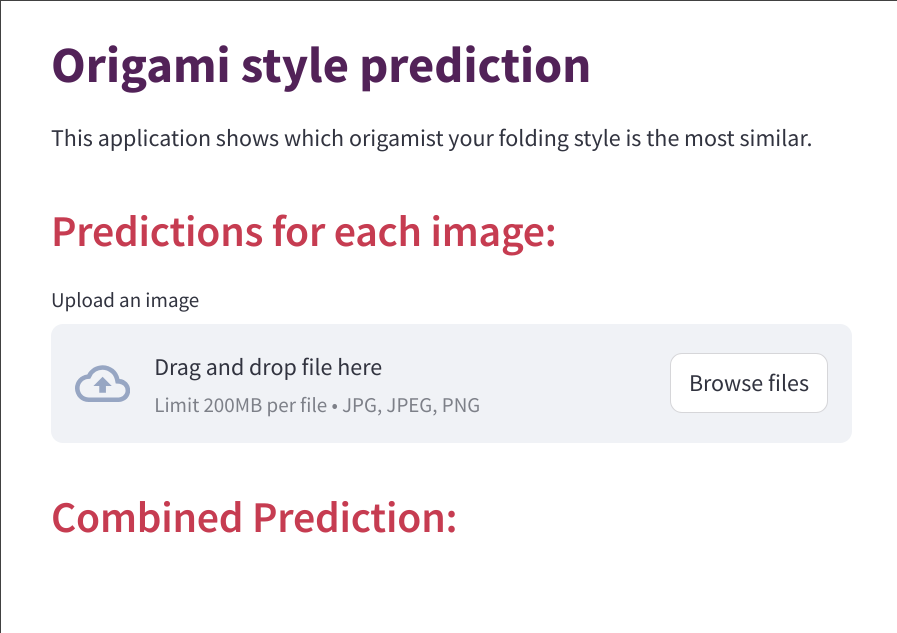 Origami style prediction
This application shows which origamist your folding style is the most similar.
Predictions for each image:
Upload an image
Drag and drop file here
Limit 200MB per file • JPG, JPEG, PNG
Browse files
Combined Prediction: